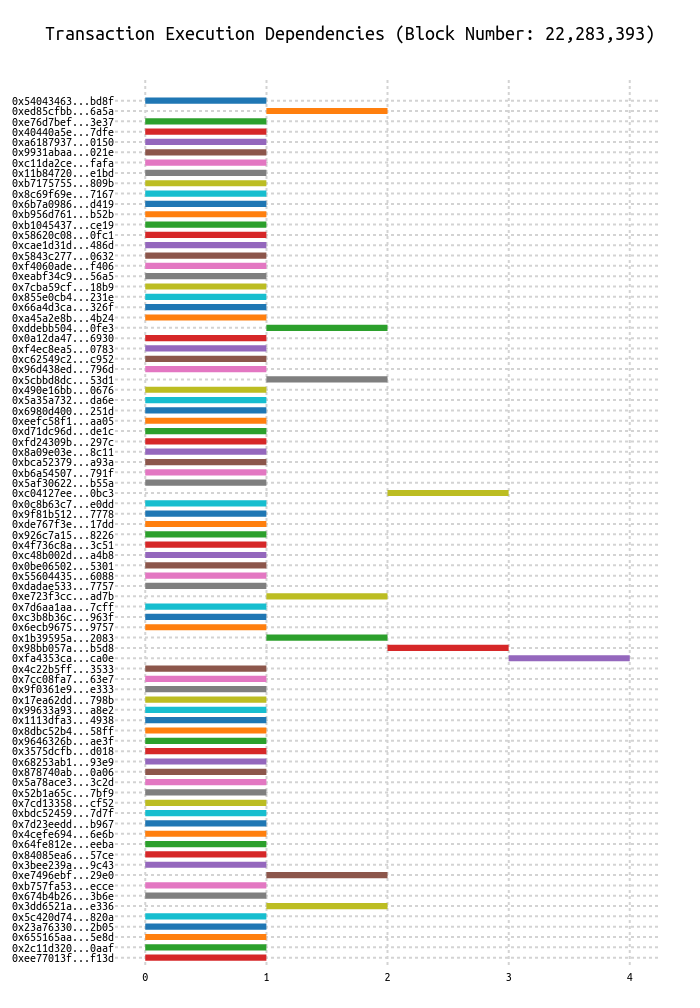 Transaction Execution Dependencies (Block Number: 22,283,393)
0x54043463...bd8f
0xed85cfbb...6a5a
0xe76d7bef...3e37
0x40440a5e...7dfe
0xa6187937...0150
0x9931abaa...021e
0xc11da2ce...fafa
0x11b84720...e1bd
0xb7175755...809b
0x8c69f69e...7167
0x6b7a0986...d419
0xb956d761...b52b
0xb1045437...ce19
0x58620c08...0fc1
0xcae1d31d...486d
0x5843c277...0632
0xf4060ade...f406
0xeabf34c9...56a5
0x7cba59cf...18b9
0x855e0cb4...231e
0x66a4d3ca...326f
0xa45a2e8b...4b24
0xddebb504...0fe3
0x0a12da47...6930
0xf4ec8ea5...0783
0xc62549c2...c952
0x96d438ed...796d
0x5cbbd8dc...53d1
0x490e16bb...0676
0x5a35a732...da6e
0x6980d400...251d
0xeefc58f1...aa05
0xd71dc96d...de1c
0xfd24309b...297c
0x8a09e03e...8c11
0xbca52379...a93a
0xb6a54507...791f
0x5af30622...b55a
0xc04127ee...0bc3
0x0c8b63c7...e0dd
0x9f81b512...7778
0xde767f3e...17dd
0x926c7a15...8226
0x4f736c8a...3c51
0xc48b002d...a4b8
0x0be06502...5301
0x55604435...6088
0xdadae533...7757
0xe723f3cc...ad7b
0x7d6aa1aa...7cff
0xc3b8b36c...963f
0x6ecb9675...9757
0x1b39595a...2083
0x98bb057a...b5d8
0xfa4353ca...ca0e
0x4c22b5ff...3533
0x7cc08fa7...63e7
0x9f0361e9...e333
0x17ea62dd...798b
0x99633a93...a8e2
0x1113dfa3...4938
0x8dbc52b4...58ff
0x9646326b...ae3f
0x3575dcfb...d018
0x68253ab1...93e9
0x878740ab...0a06
0x5a78ace3...3c2d
0x52b1a65c...7bf9
0x7cd13358...cf52
0xbdc52459...7d7f
0x7d23eedd...b967
0x4cefe694...6e6b
0x64fe812e...eeba
0x84085ea6...57ce
0x3bee239a...9c43
0xe7496ebf...29e0
0xb757fa53...ecce
0x674b4b26...3b6e
0x3dd6521a...e336
0x5c420d74...820a
0x23a76330...2b05
0x655165aa...5e8d
0x2c11d320...0aaf
0xee77013f...f13d
0 1 2 3 4